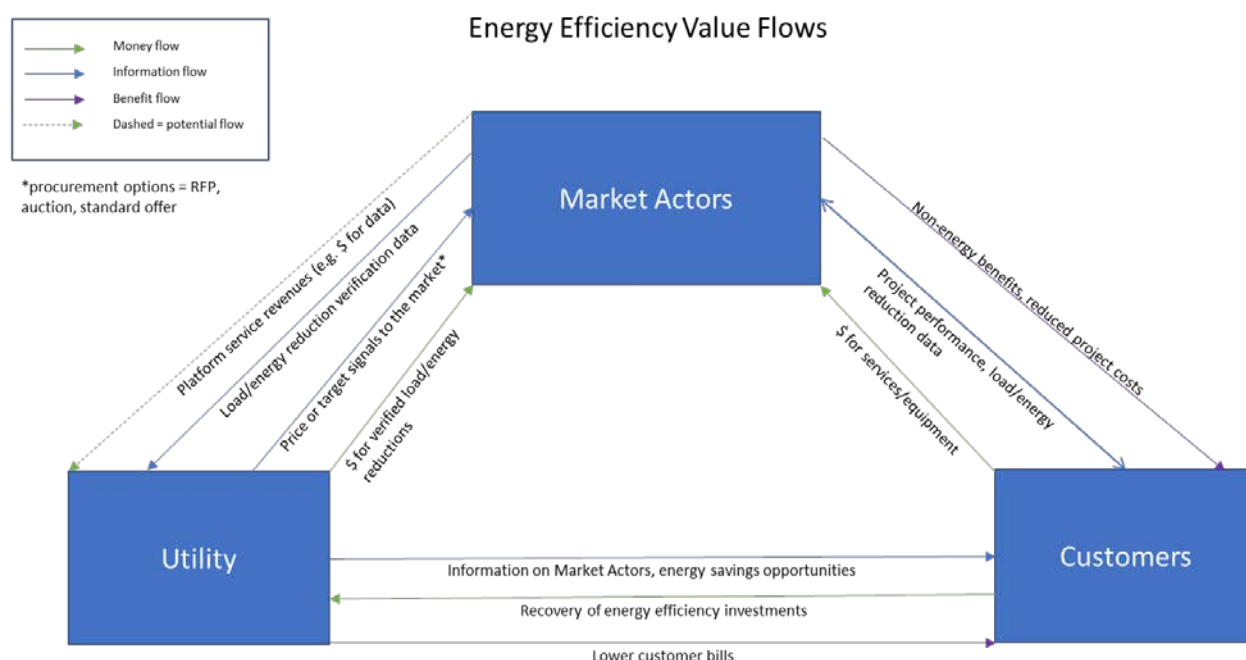 Energy Efficiency Value Flows
Money flow
Information flow
Benefit flow
Dashed = potential flow
*procurement options = RFP,
auction, standard offer
Market Actors
Platform service revenues (e.g. $ for data)
Load/energy reduction verification data
Price or target signals to the market*
$ for verified load/energy
reductions
Non-energy benefits, reduced project costs
Project performance, load/energy
reduction data
$ for services/equipment
Utility
Customers
Information on Market Actors, energy savings opportunities
Recovery of energy efficiency investments
Lower customer bills